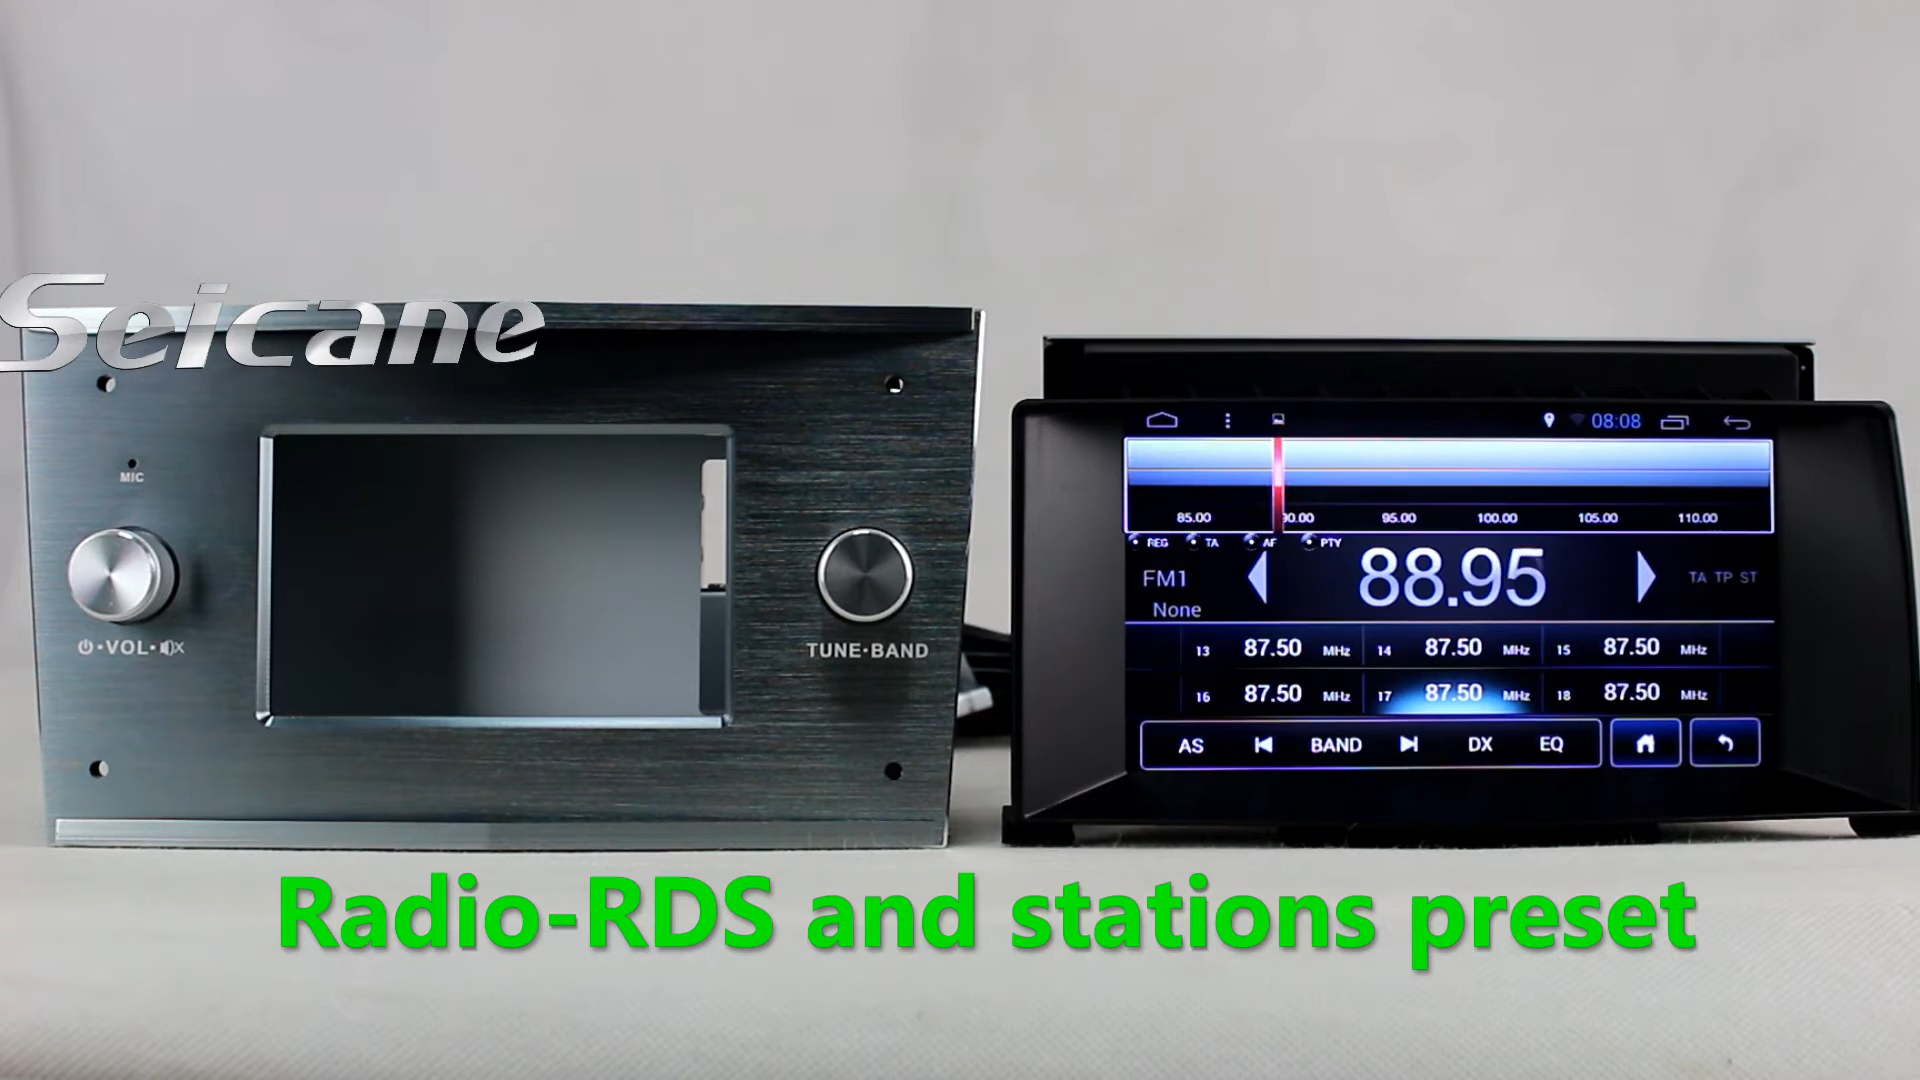 Seicane
MIC
VOL
TUNE·BAND
08:08
85.00 90.00 95.00 100.00 105.00 110.00
REG TA AF PTY
FM1 88.95 TA TP ST
None
13 87.50 MHz 14 87.50 MHz 15 87.50 MHz
16 87.50 MHz 17 87.50 MHz 18 87.50 MHz
AS BAND DX EQ
Radio-RDS and stations preset